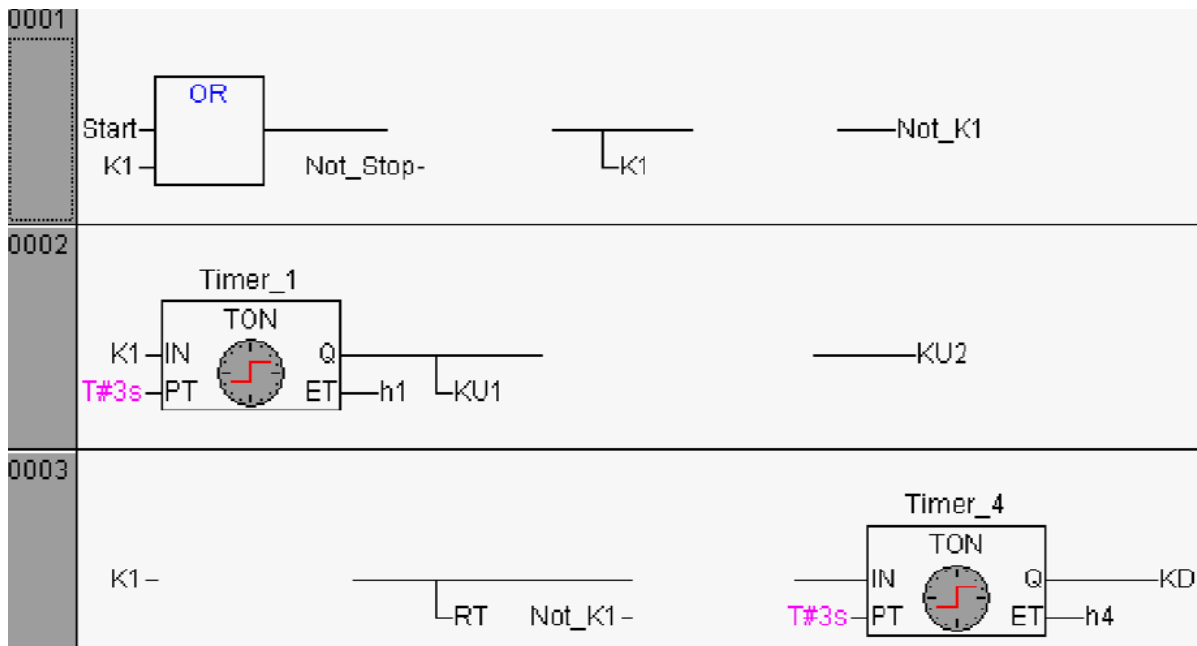 0001
OR
Start
K1
Not_Stop
K1
Not_K1
0002
Timer_1
TON
K1 IN Q KU2
T#3s PT ET h1 KU1
0003
Timer_4
TON
K1 IN Q KD
RT Not_K1 T#3s PT ET h4